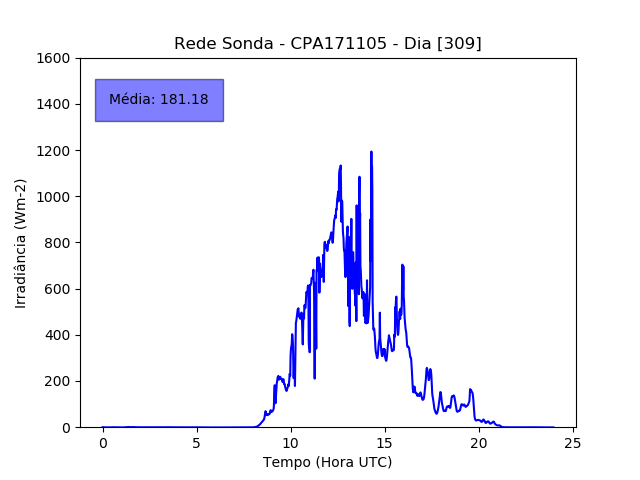 Rede Sonda - CPA171105 - Dia [309]
1600
1400
1200
1000
800
600
400
200
0
Irradiância (Wm-2)
Média: 181.18
0 5 10 15 20 25
Tempo (Hora UTC)